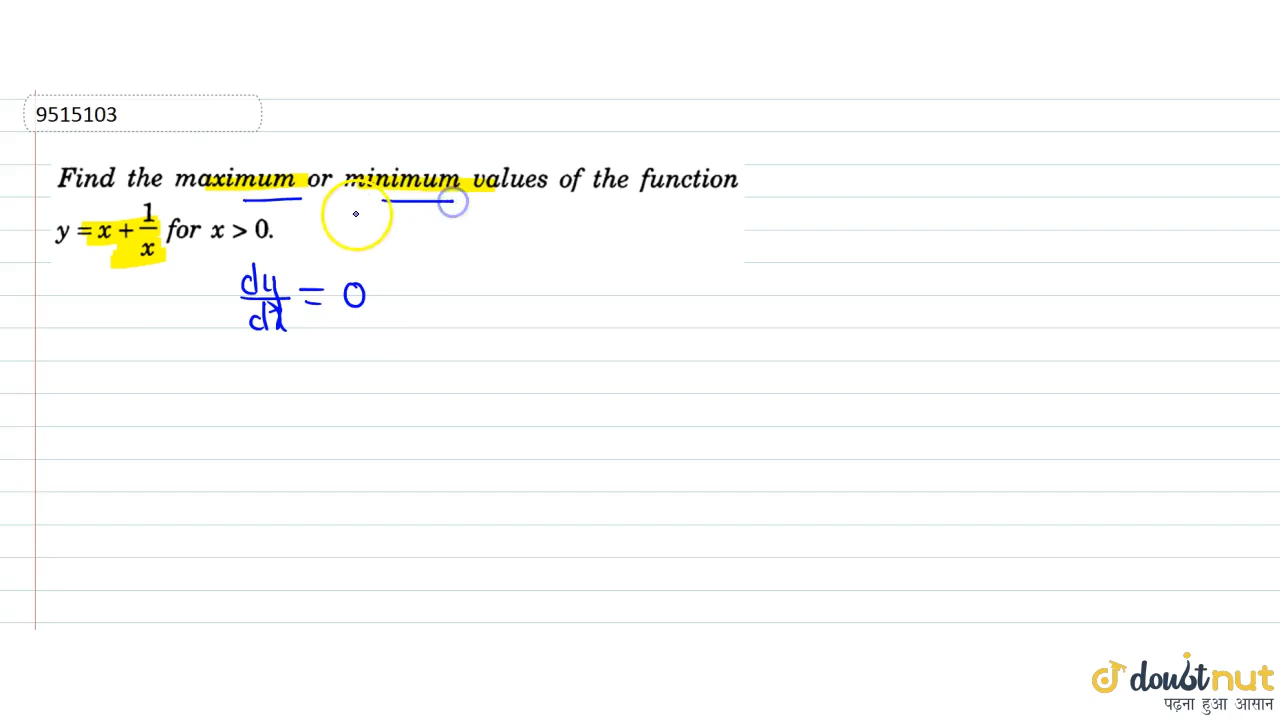 9515103
Find the maximum or minimum values of the function
y = x + 1/x for x > 0.
dy/dx = 0
doubtnut
पढ़ना हुआ आसान